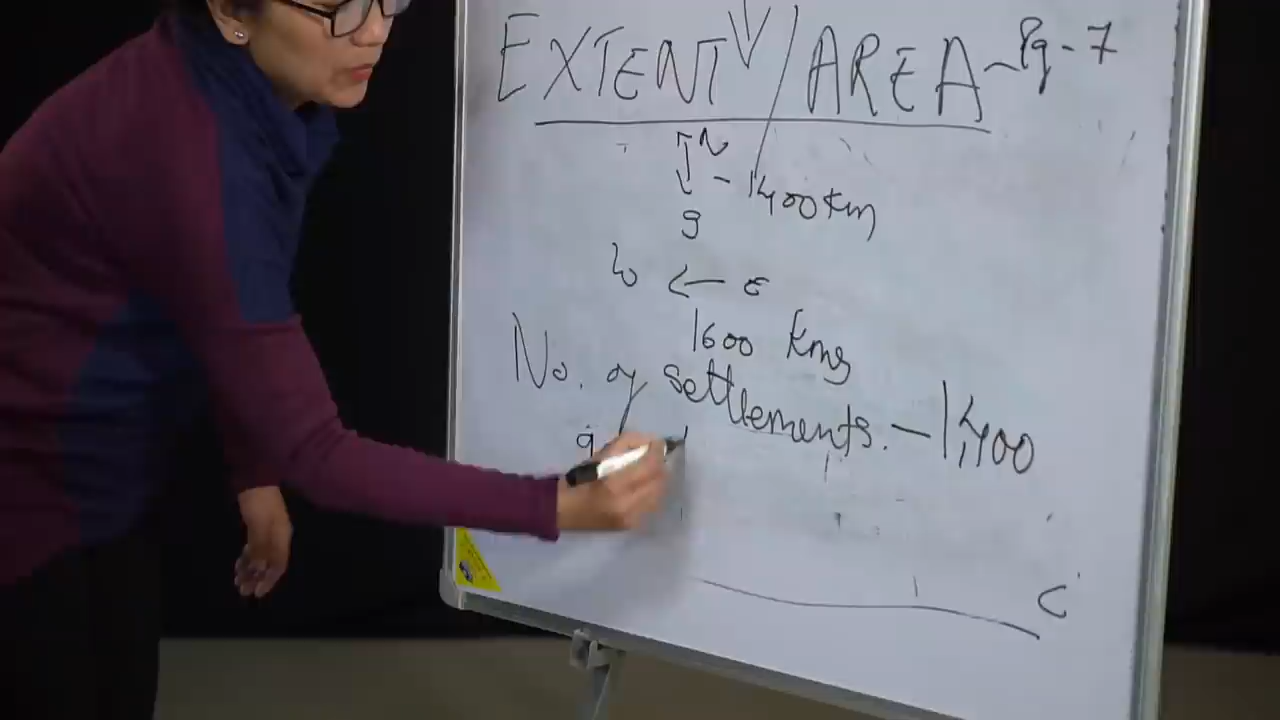 EXTENT / AREA - Pg - 7
N
- 1400 km
S
W ← E
1600 kms
No. of settlements. - 1,400